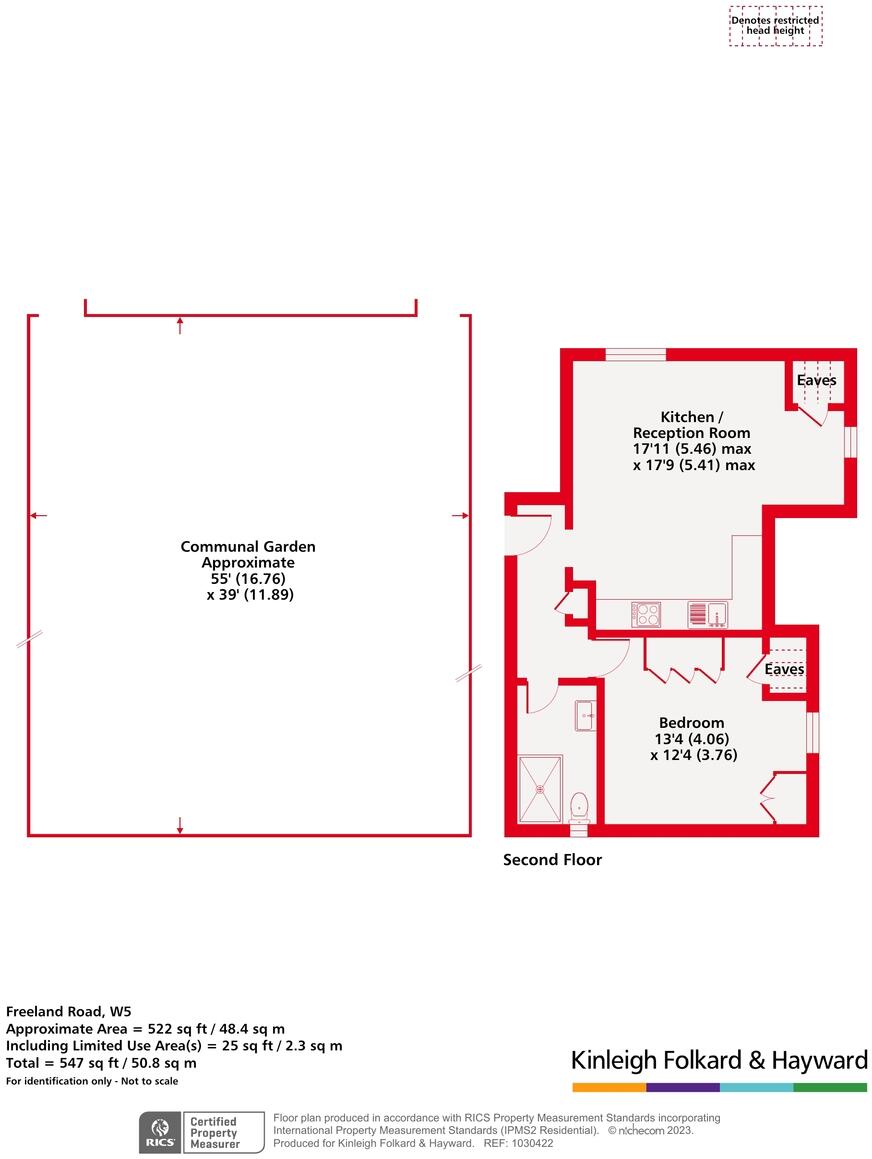 Denotes restricted
head height
Eaves
Kitchen /
Reception Room
17'11 (5.46) max
x 17'9 (5.41) max
Communal Garden
Approximate
55' (16.76)
x 39' (11.89)
Eaves
Bedroom
13'4 (4.06)
x 12'4 (3.76)
Second Floor
Freeland Road, W5
Approximate Area = 522 sq ft / 48.4 sq m
Including Limited Use Area(s) = 25 sq ft / 2.3 sq m
Total = 547 sq ft / 50.8 sq m
For identification only - Not to scale
Kinleigh Folkard & Hayward
RICS
Certified
Property
Measurer
Floor plan produced in accordance with RICS Property Measurement Standards incorporating
International Property Measurement Standards (IPMS2 Residential). © nichecom 2023.
Produced for Kinleigh Folkard & Hayward. REF: 1030422